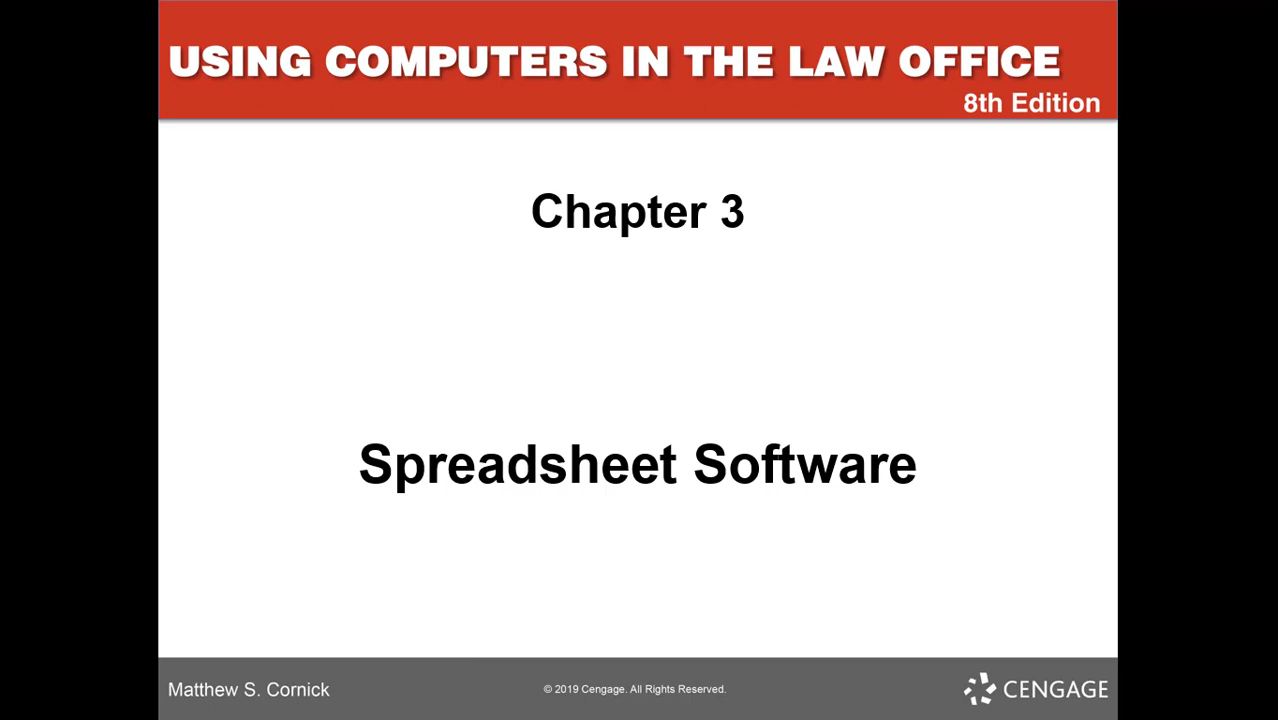 USING COMPUTERS IN THE LAW OFFICE
8th Edition
Chapter 3
Spreadsheet Software
Matthew S. Cornick
© 2019 Cengage. All Rights Reserved.
CENGAGE